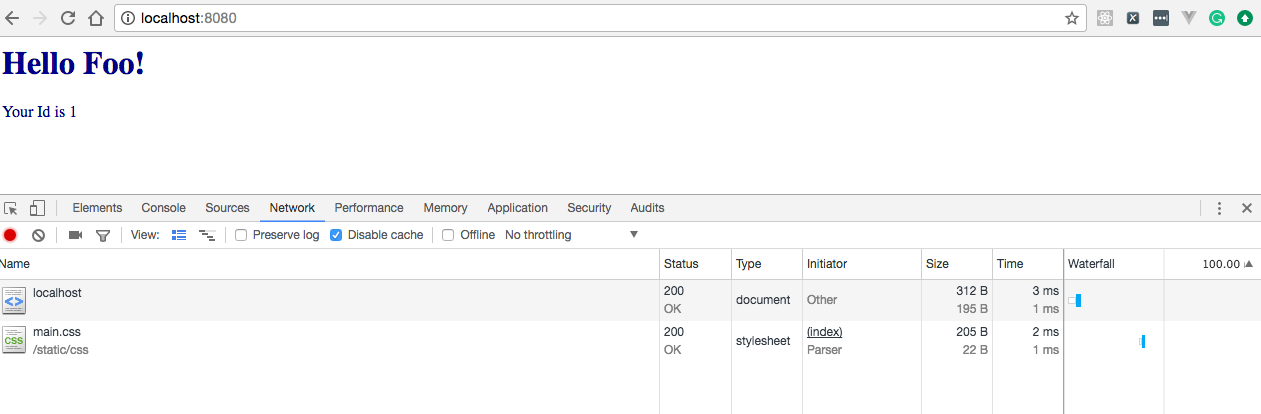 localhost:8080
Hello Foo!
Your Id is 1
Elements Console Sources Network Performance Memory Application Security Audits
View: Preserve log Disable cache Offline No throttling
Name Status Type Initiator Size Time Waterfall 100.00
localhost 200 document Other 312 B 3 ms
OK 195 B 1 ms
main.css 200 stylesheet (index) 205 B 2 ms
/static/css OK Parser 22 B 1 ms